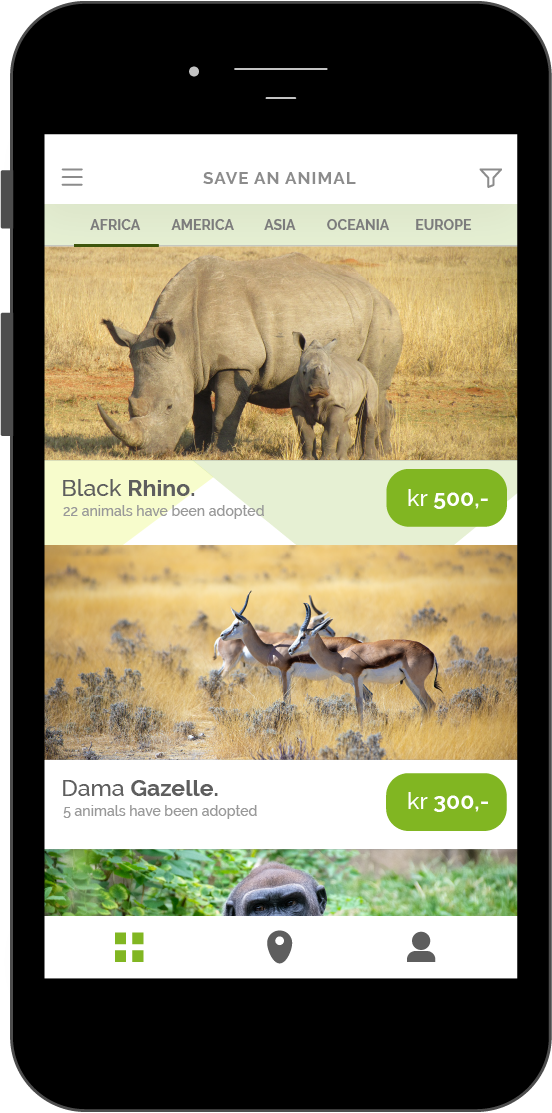 SAVE AN ANIMAL
AFRICA AMERICA ASIA OCEANIA EUROPE
Black Rhino.
22 animals have been adopted
kr 500,-
Dama Gazelle.
5 animals have been adopted
kr 300,-